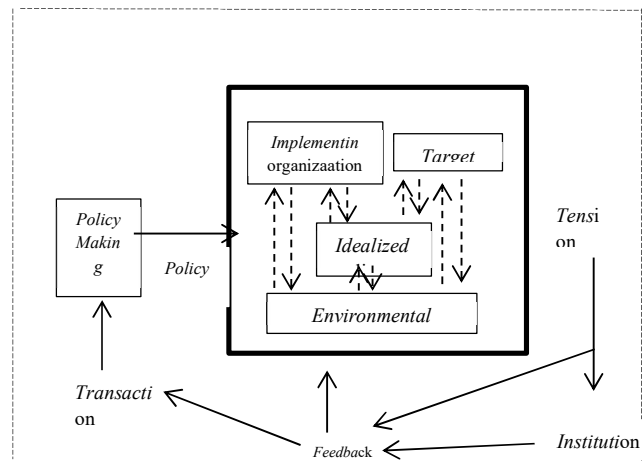 Implementin
organizaation
Target
Policy
Makin
g
Policy
Idealized
Environmental
Tensi
on
Transacti
on
Feedback
Institution